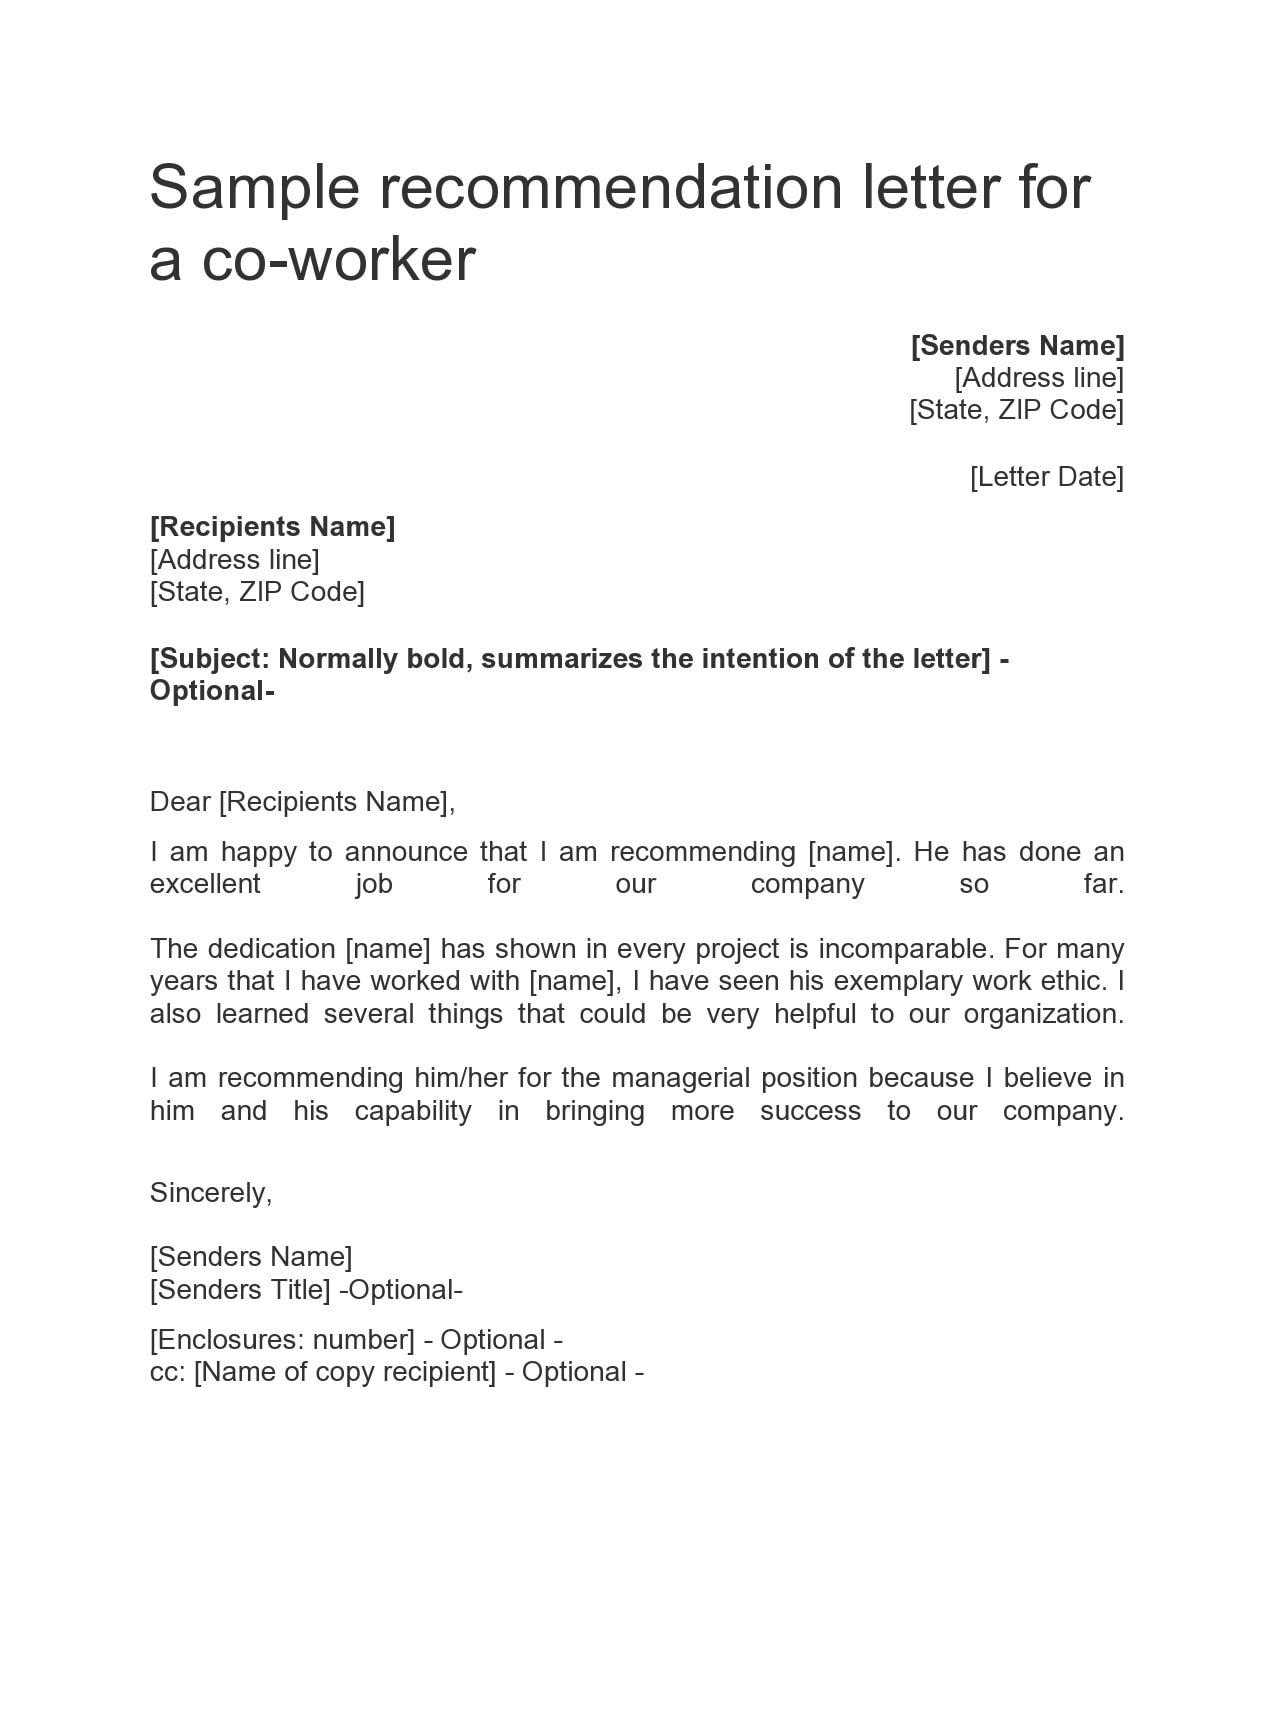 Sample recommendation letter for
a co-worker
[Senders Name]
[Address line]
[State, ZIP Code]
[Letter Date]
[Recipients Name]
[Address line]
[State, ZIP Code]
[Subject: Normally bold, summarizes the intention of the letter] -
Optional-
Dear [Recipients Name],
I am happy to announce that I am recommending [name]. He has done an
excellent job for our company so far.
The dedication [name] has shown in every project is incomparable. For many
years that I have worked with [name], I have seen his exemplary work ethic. I
also learned several things that could be very helpful to our organization.
I am recommending him/her for the managerial position because I believe in
him and his capability in bringing more success to our company.
Sincerely,
[Senders Name]
[Senders Title] -Optional-
[Enclosures: number] - Optional -
cc: [Name of copy recipient] - Optional -